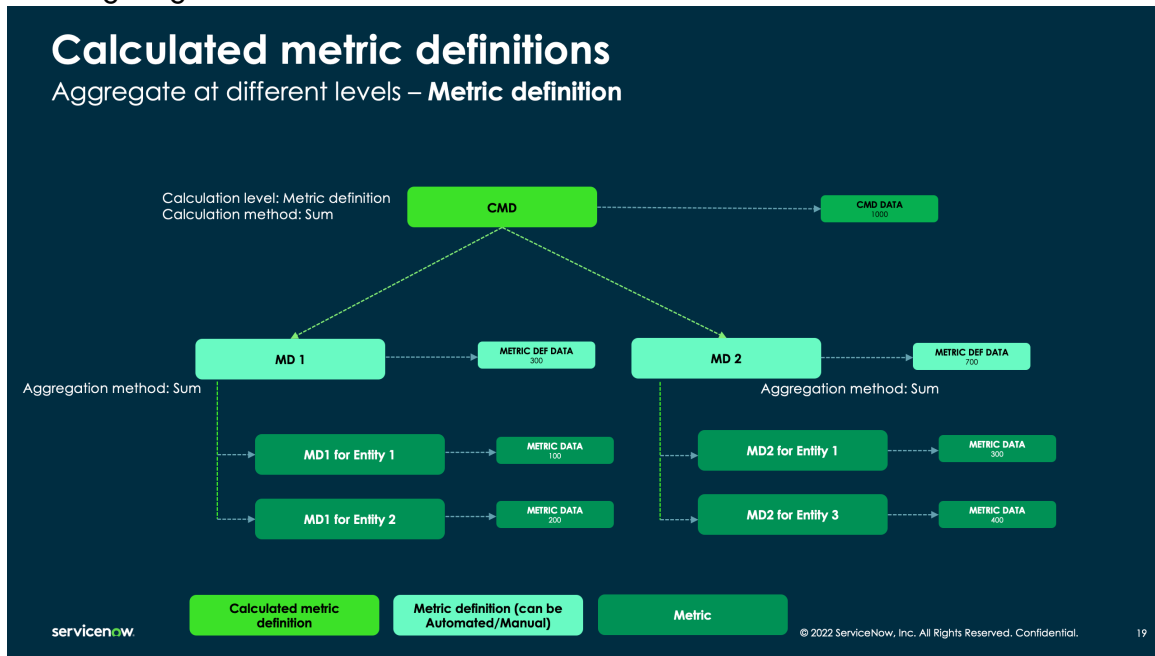 Calculated metric definitions
Aggregate at different levels – Metric definition
Calculation level: Metric definition
Calculation method: Sum
CMD
CMD DATA
1000
MD 1
METRIC DEF DATA
300
MD 2
METRIC DEF DATA
700
Aggregation method: Sum
Aggregation method: Sum
MD1 for Entity 1
METRIC DATA
100
MD2 for Entity 1
METRIC DATA
300
MD1 for Entity 2
METRIC DATA
200
MD2 for Entity 3
METRIC DATA
400
Calculated metric
definition
Metric definition (can be
Automated/Manual)
Metric
servicenow.
© 2022 ServiceNow, Inc. All Rights Reserved. Confidential.
19